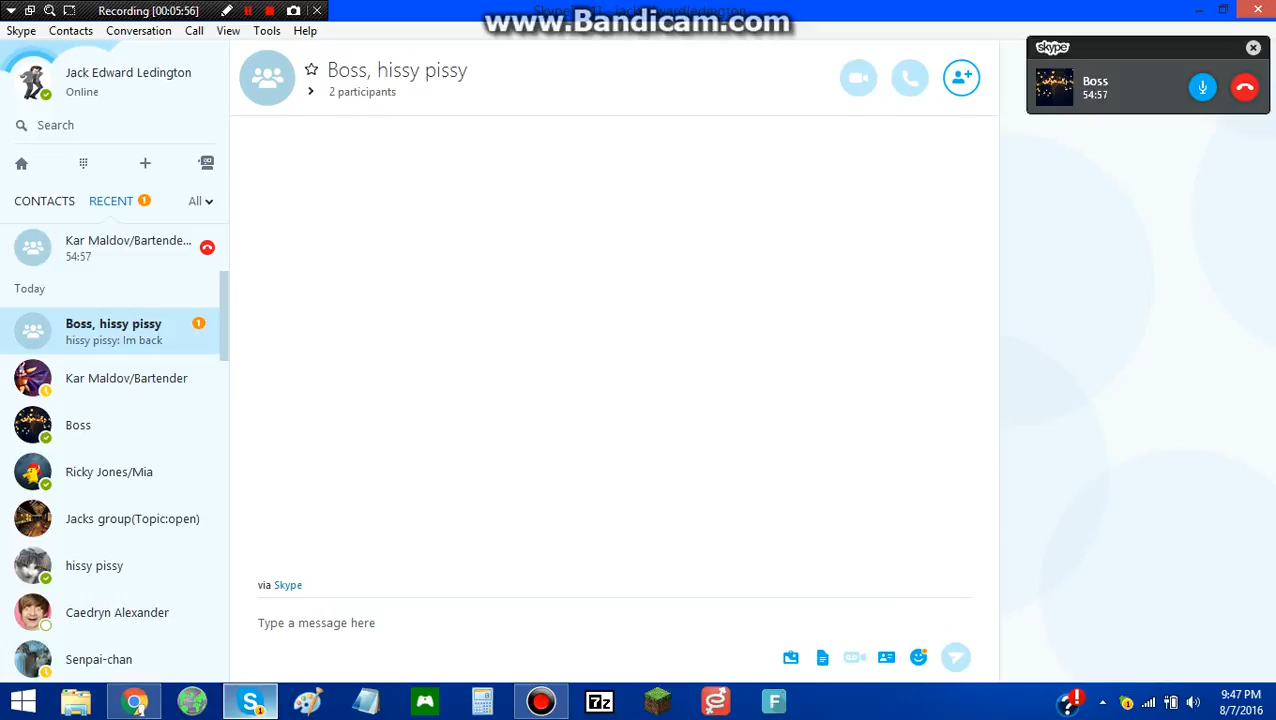 Recording [00:05:56]
www.Bandicam.com
Skype Contacts Conversation Call View Tools Help
Jack Edward Ledington
Online
Search
CONTACTS RECENT 1 All
Kar Maldov/Bartende...
54:57
Today
Boss, hissy pissy 1
hissy pissy: Im back
Kar Maldov/Bartender
Boss
Ricky Jones/Mia
Jacks group(Topic:open)
hissy pissy
Caedryn Alexander
Senpai-chan
Boss, hissy pissy
2 participants
via Skype
Type a message here
skype
Boss
54:57
7z
F
9:47 PM
8/7/2016